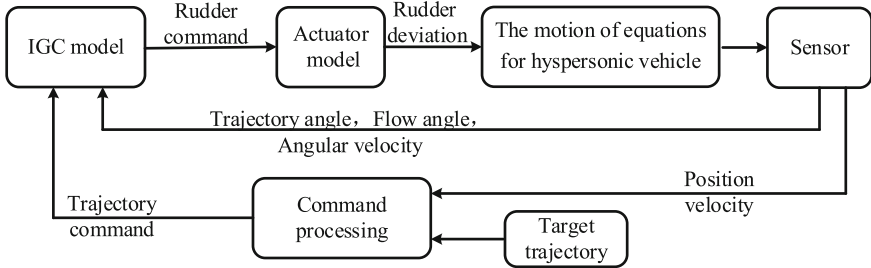 IGC model
Rudder
command
Actuator
model
Rudder
deviation
The motion of equations
for hyspersonic vehicle
Sensor
Trajectory angle，Flow angle，
Angular velocity
Position
velocity
Trajectory
command
Command
processing
Target
trajectory